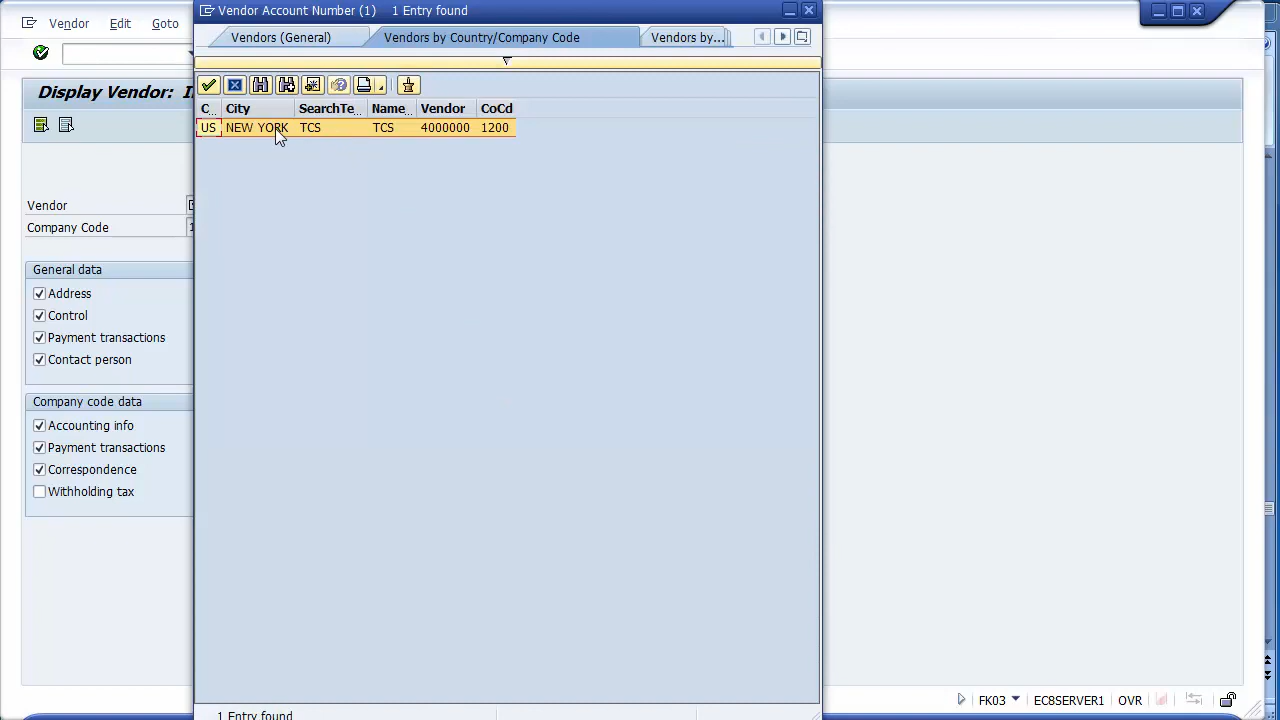 Vendor Account Number (1) 1 Entry found
Vendor Edit Goto
Vendors (General) Vendors by Country/Company Code Vendors by...
Display Vendor:
C.. City SearchTe... Name.. Vendor CoCd
US NEW YORK TCS TCS 4000000 1200
Vendor
Company Code 1
General data
Address
Control
Payment transactions
Contact person
Company code data
Accounting info
Payment transactions
Correspondence
Withholding tax
FK03 EC8SERVER1 OVR
1 Entry found